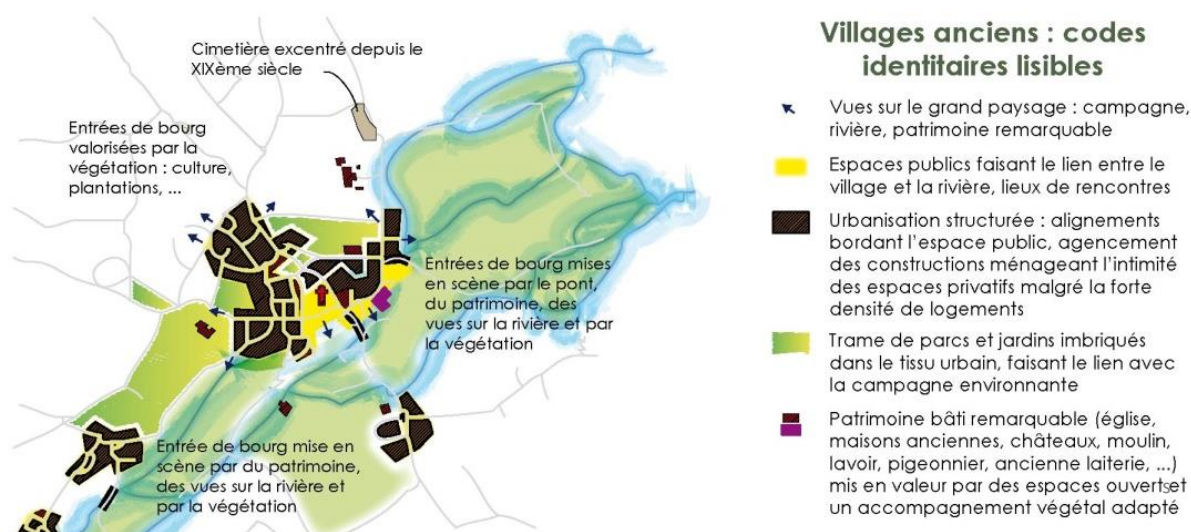 Cimetière excentré depuis le
XIXème siècle
Entrées de bourg
valorisées par la
végétation : culture,
plantations, ...
Entrées de bourg mises
en scène par le pont,
du patrimoine, des
vues sur la rivière et par
la végétation
Entrée de bourg mise en
scène par du patrimoine,
des vues sur la rivière et
par la végétation
Villages anciens : codes
identitaires lisibles
Vues sur le grand paysage : campagne,
rivière, patrimoine remarquable
Espaces publics faisant le lien entre le
village et la rivière, lieux de rencontres
Urbanisation structurée : alignements
bordant l'espace public, agencement
des constructions ménageant l'intimité
des espaces privatifs malgré la forte
densité de logements
Trame de parcs et jardins imbriqués
dans le tissu urbain, faisant le lien avec
la campagne environnante
Patrimoine bâti remarquable (église,
maisons anciennes, châteaux, moulin,
lavoir, pigeonnier, ancienne laiterie, ...)
mis en valeur par des espaces ouverts et
un accompagnement végétal adapté